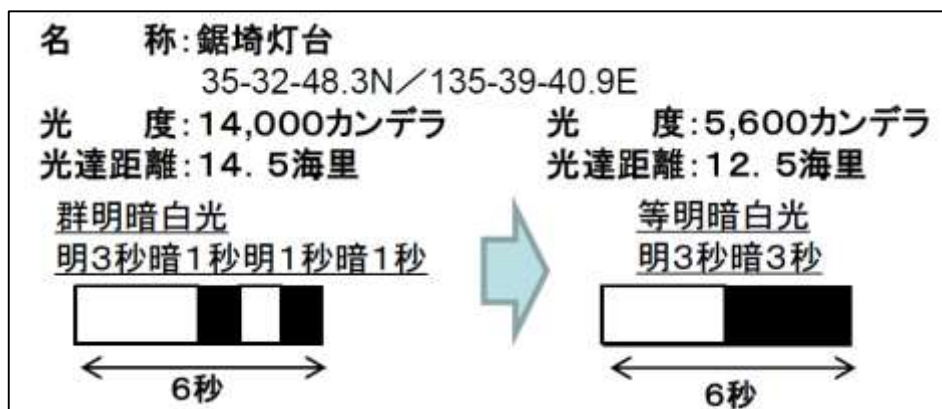 名　　称：鋸埼灯台
35-32-48.3N／135-39-40.9E
光　　度：14,000カンデラ
光達距離：14．5海里
群明暗白光
明3秒暗1秒明1秒暗1秒
6秒
光　　度：5,600カンデラ
光達距離：12．5海里
等明暗白光
明3秒暗3秒
6秒